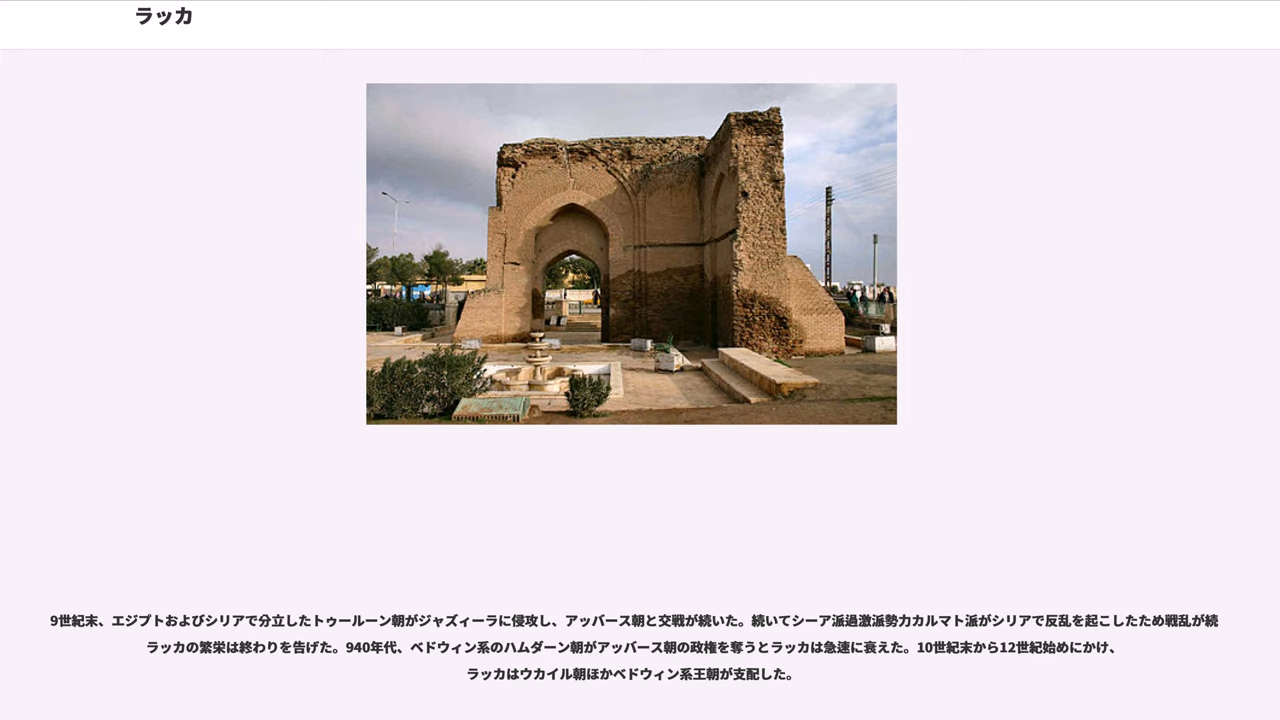 ラッカ
9世紀末、エジプトおよびシリアで分立したトゥールーン朝がジャズィーラに侵攻し、アッバース朝と交戦が続いた。続いてシーア派過激派勢力カルマト派がシリアで反乱を起こしたため戦乱が続
ラッカの繁栄は終わりを告げた。940年代、ベドウィン系のハムダーン朝がアッバース朝の政権を奪うとラッカは急速に衰えた。10世紀末から12世紀始めにかけ、
ラッカはウカイル朝ほかベドウィン系王朝が支配した。